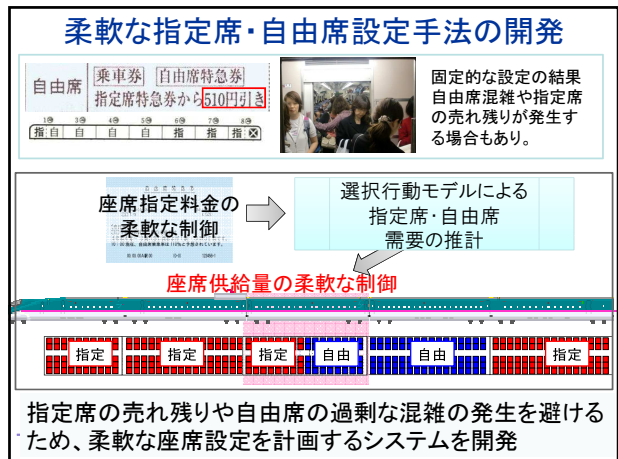 柔軟な指定席・自由席設定手法の開発
自由席
乗車券 自由席特急券
指定席特急券から510円引き
1 3 4 5 6 7 8
指 自 自 自 自 指 指 指
固定的な設定の結果
自由席混雑や指定席
の売れ残りが発生す
る場合もあり。
座席指定料金の
柔軟な制御
選択行動モデルによる
指定席・自由席
需要の推計
座席供給量の柔軟な制御
指定 指定 指定 自由 自由 指定
指定席の売れ残りや自由席の過剰な混雑の発生を避ける
ため、柔軟な座席設定を計画するシステムを開発